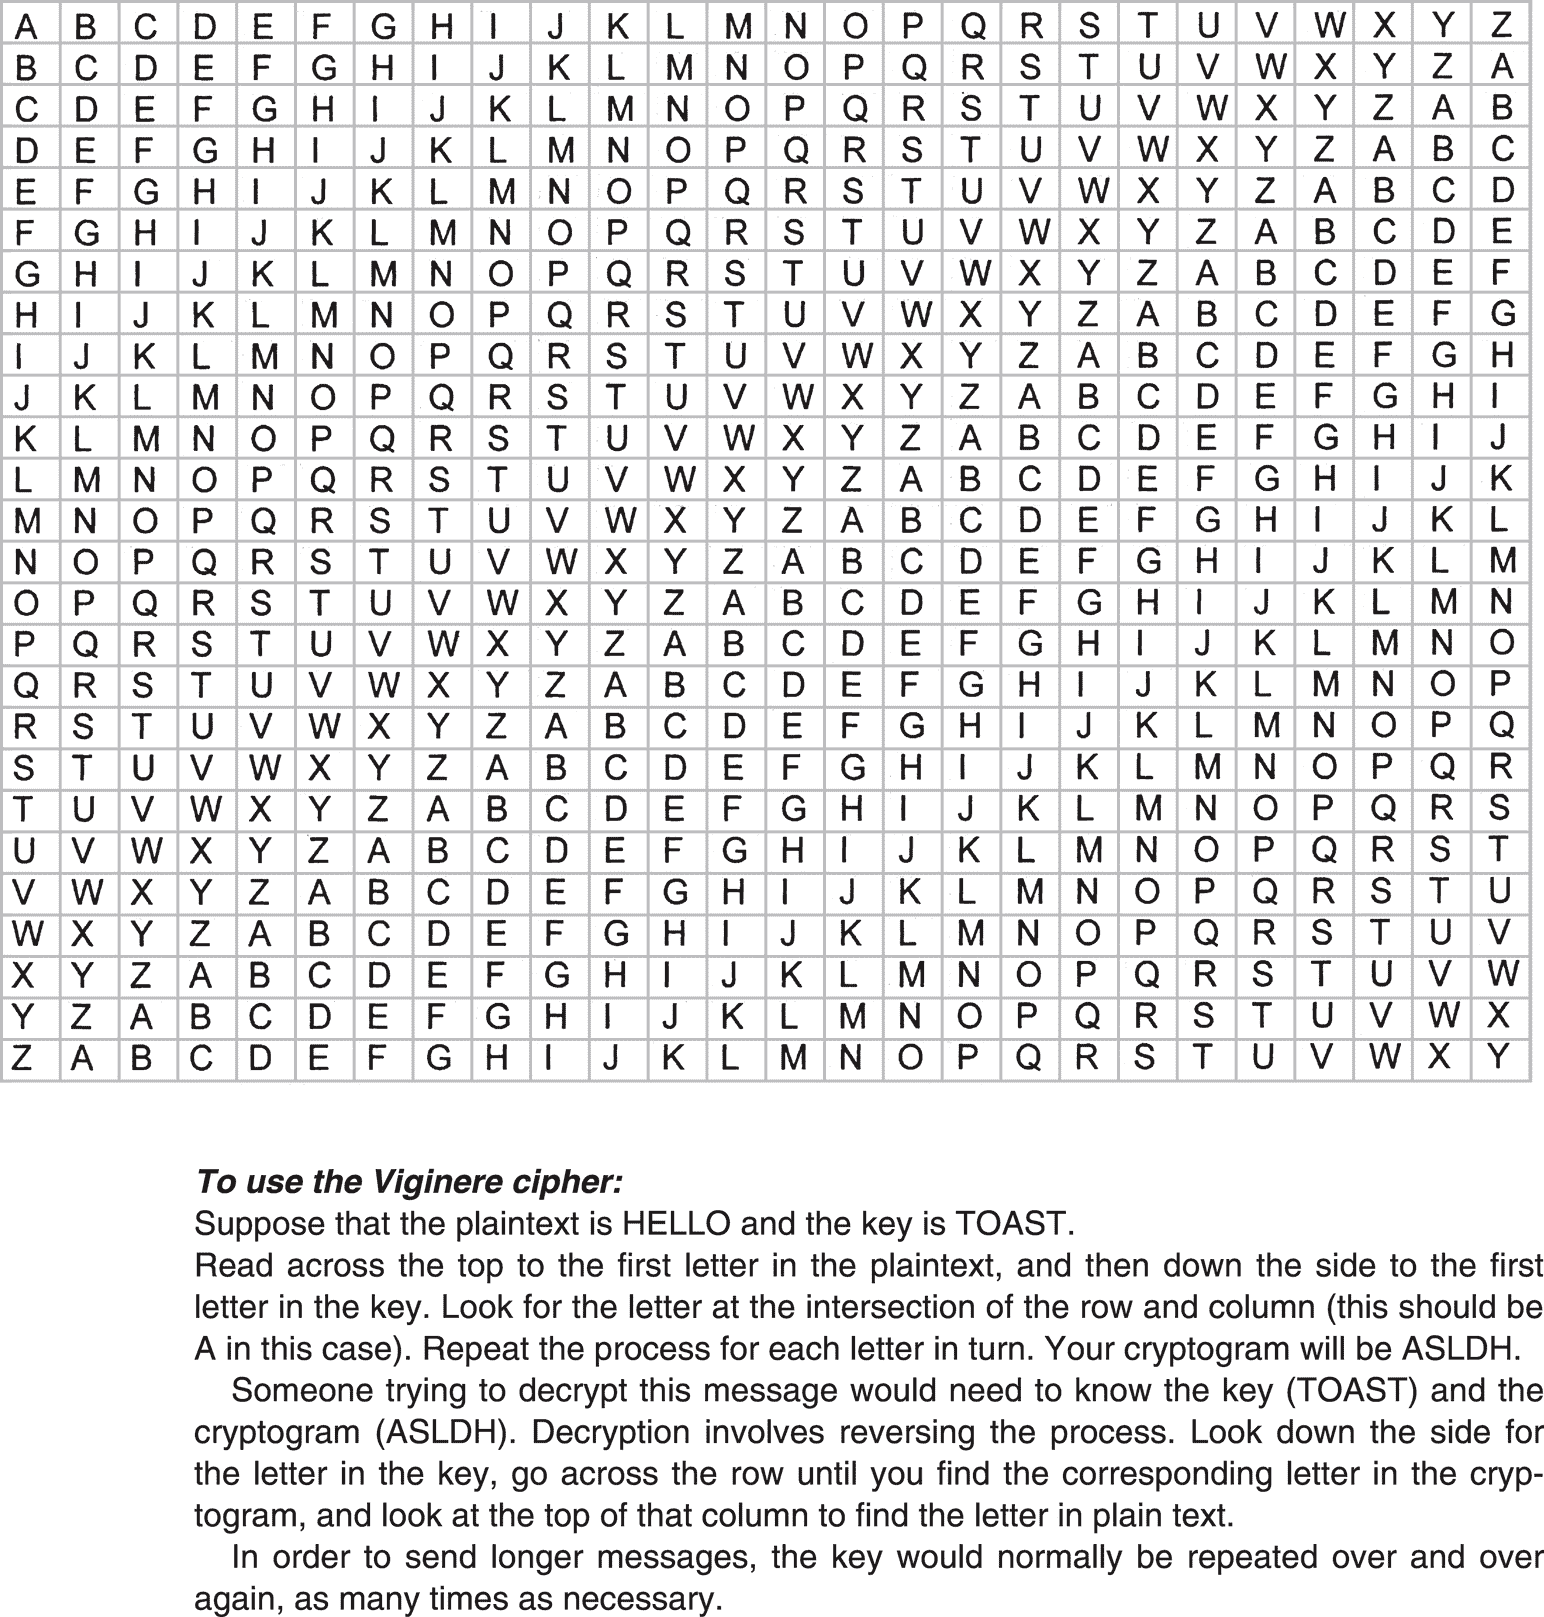 A B C D E F G H I J K L M N O P Q R S T U V W X Y Z
B C D E F G H I J K L M N O P Q R S T U V W X Y Z A
C D E F G H I J K L M N O P Q R S T U V W X Y Z A B
D E F G H I J K L M N O P Q R S T U V W X Y Z A B C
E F G H I J K L M N O P Q R S T U V W X Y Z A B C D
F G H I J K L M N O P Q R S T U V W X Y Z A B C D E
G H I J K L M N O P Q R S T U V W X Y Z A B C D E F
H I J K L M N O P Q R S T U V W X Y Z A B C D E F G
I J K L M N O P Q R S T U V W X Y Z A B C D E F G H
J K L M N O P Q R S T U V W X Y Z A B C D E F G H I
K L M N O P Q R S T U V W X Y Z A B C D E F G H I J
L M N O P Q R S T U V W X Y Z A B C D E F G H I J K
M N O P Q R S T U V W X Y Z A B C D E F G H I J K L
N O P Q R S T U V W X Y Z A B C D E F G H I J K L M
O P Q R S T U V W X Y Z A B C D E F G H I J K L M N
P Q R S T U V W X Y Z A B C D E F G H I J K L M N O
Q R S T U V W X Y Z A B C D E F G H I J K L M N O P
R S T U V W X Y Z A B C D E F G H I J K L M N O P Q
S T U V W X Y Z A B C D E F G H I J K L M N O P Q R
T U V W X Y Z A B C D E F G H I J K L M N O P Q R S
U V W X Y Z A B C D E F G H I J K L M N O P Q R S T
V W X Y Z A B C D E F G H I J K L M N O P Q R S T U
W X Y Z A B C D E F G H I J K L M N O P Q R S T U V
X Y Z A B C D E F G H I J K L M N O P Q R S T U V W
Y Z A B C D E F G H I J K L M N O P Q R S T U V W X
Z A B C D E F G H I J K L M N O P Q R S T U V W X Y
To use the Viginere cipher:
Suppose that the plaintext is HELLO and the key is TOAST.
Read across the top to the first letter in the plaintext, and then down the side to the first
letter in the key. Look for the letter at the intersection of the row and column (this should be
A in this case). Repeat the process for each letter in turn. Your cryptogram will be ASLDH.
Someone trying to decrypt this message would need to know the key (TOAST) and the
cryptogram (ASLDH). Decryption involves reversing the process. Look down the side for
the letter in the key, go across the row until you find the corresponding letter in the cryp-
togram, and look at the top of that column to find the letter in plain text.
In order to send longer messages, the key would normally be repeated over and over
again, as many times as necessary.